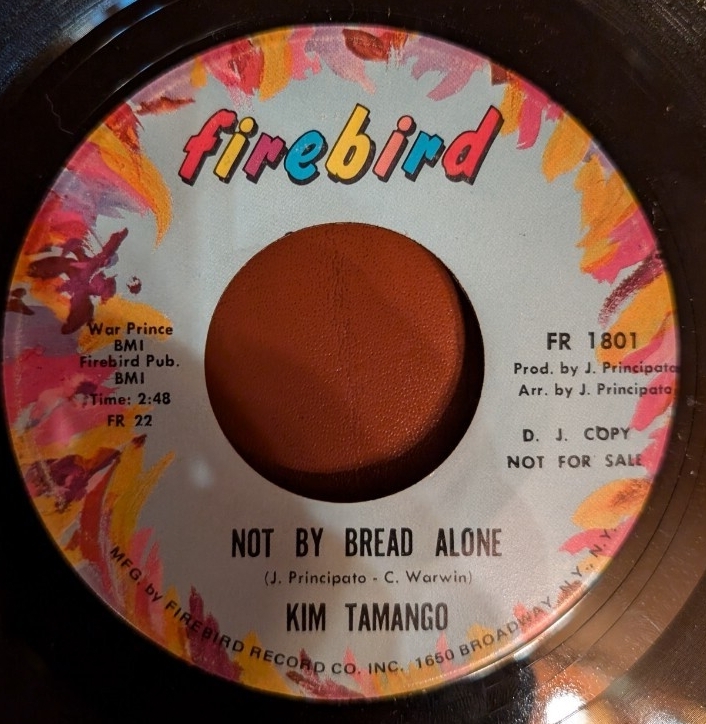 firebird
War Prince
BMI
Firebird Pub.
BMI
Time: 2:48
FR 22
FR 1801
Prod. by J. Principato
Arr. by J. Principato
D. J. COPY
NOT FOR SALE
NOT BY BREAD ALONE
(J. Principato - C. Warwin)
KIM TAMANGO
MFG. by FIREBIRD RECORD CO. INC. 1650 BROADWAY, N.Y., N.Y.